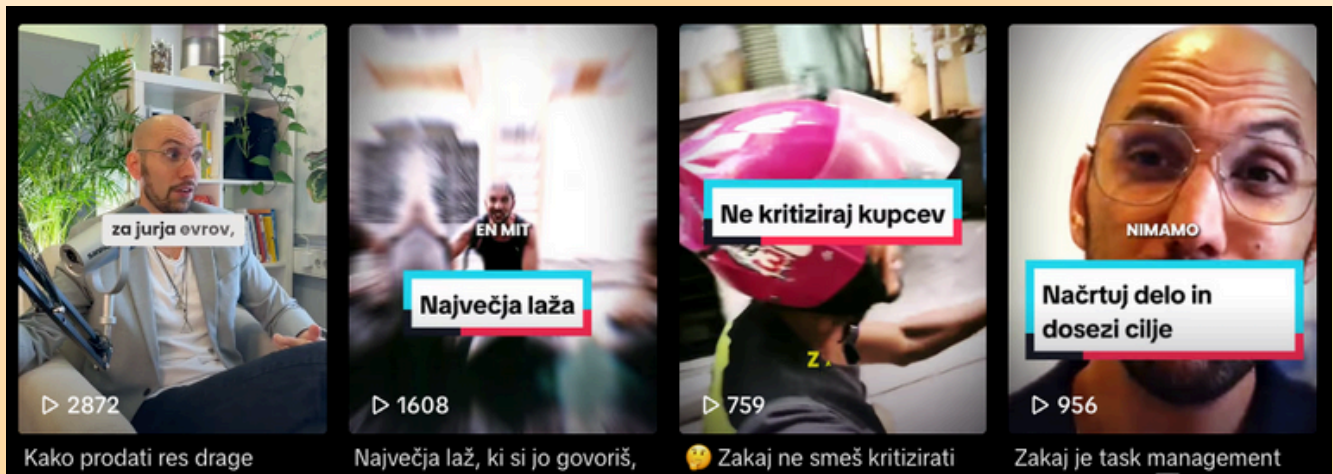 za jurja evrov,
2872
Kako prodati res drage
EN MIT
Največja laža
1608
Največja laž, ki si jo govoriš,
Ne kritiziraj kupcev
759
🤔 Zakaj ne smeš kritizirati
NIMAMO
Načrtuj delo in
dosezi cilje
956
Zakaj je task management